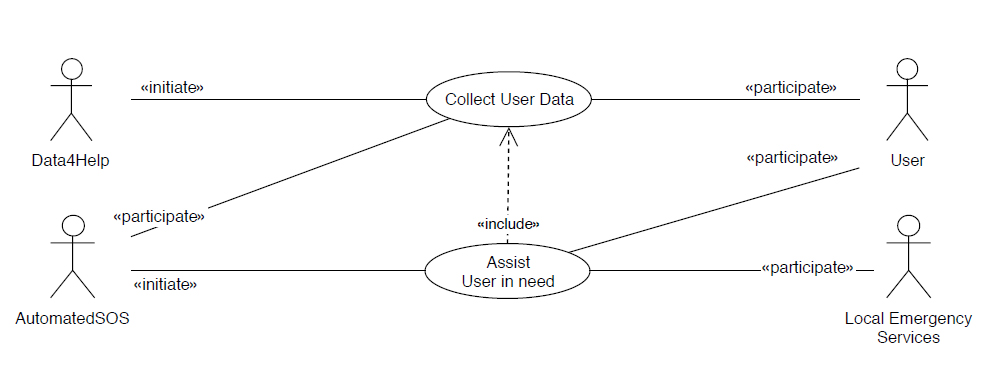 «initiate»
Collect User Data
«participate»
Data4Help
User
«participate»
«participate»
«include»
Assist
User in need
«participate»
«initiate»
AutomatedSOS
Local Emergency
Services